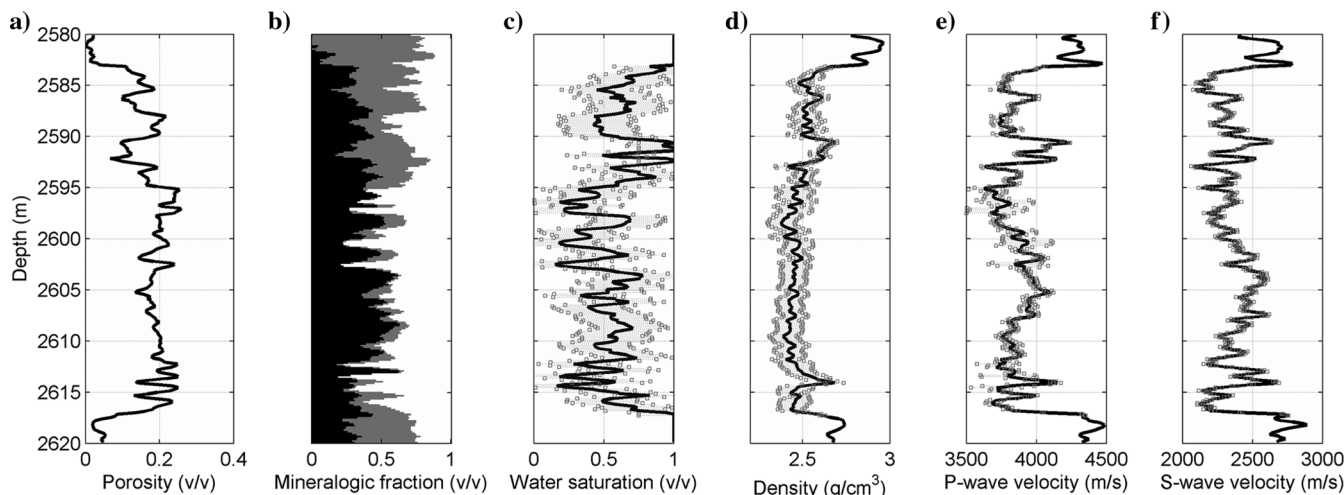 a)
b)
c)
d)
e)
f)
Depth (m)
2580
2585
2590
2595
2600
2605
2610
2615
2620
0 0.2 0.4
Porosity (v/v)
0 0.5 1
Mineralogic fraction (v/v)
0 0.5 1
Water saturation (v/v)
2.5 3
Density (g/cm³)
3500 4000 4500
P-wave velocity (m/s)
2000 2500 3000
S-wave velocity (m/s)